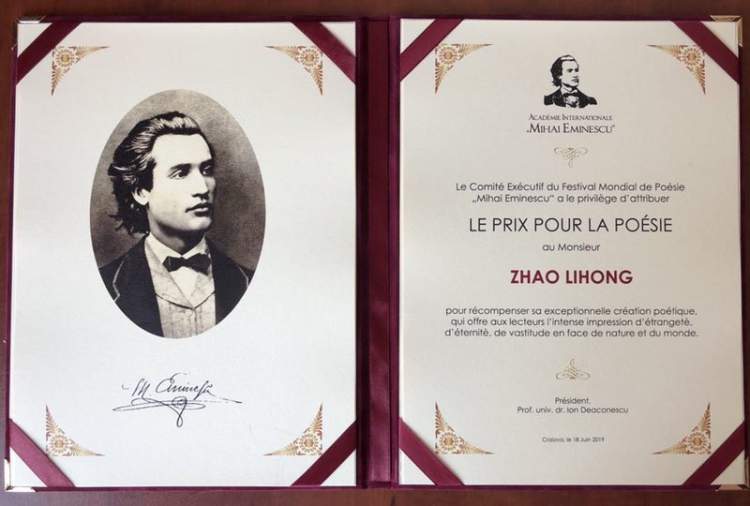 M Eminescu
ACADÉMIE INTERNATIONALE
„MIHAI EMINESCU”
Le Comité Exécutif du Festival Mondial de Poésie
„Mihai Eminescu” a le privilège d’attribuer
LE PRIX POUR LA POÉSIE
au Monsieur
ZHAO LIHONG
pour récompenser sa exceptionnelle création poétique,
qui offre aux lecteurs l’intense impression d’étrangeté,
d’éternité, de vastitude en face de nature et du monde.
Président,
Prof. univ. dr. Ion Deaconescu
Craiova, le 18 Juin 2019